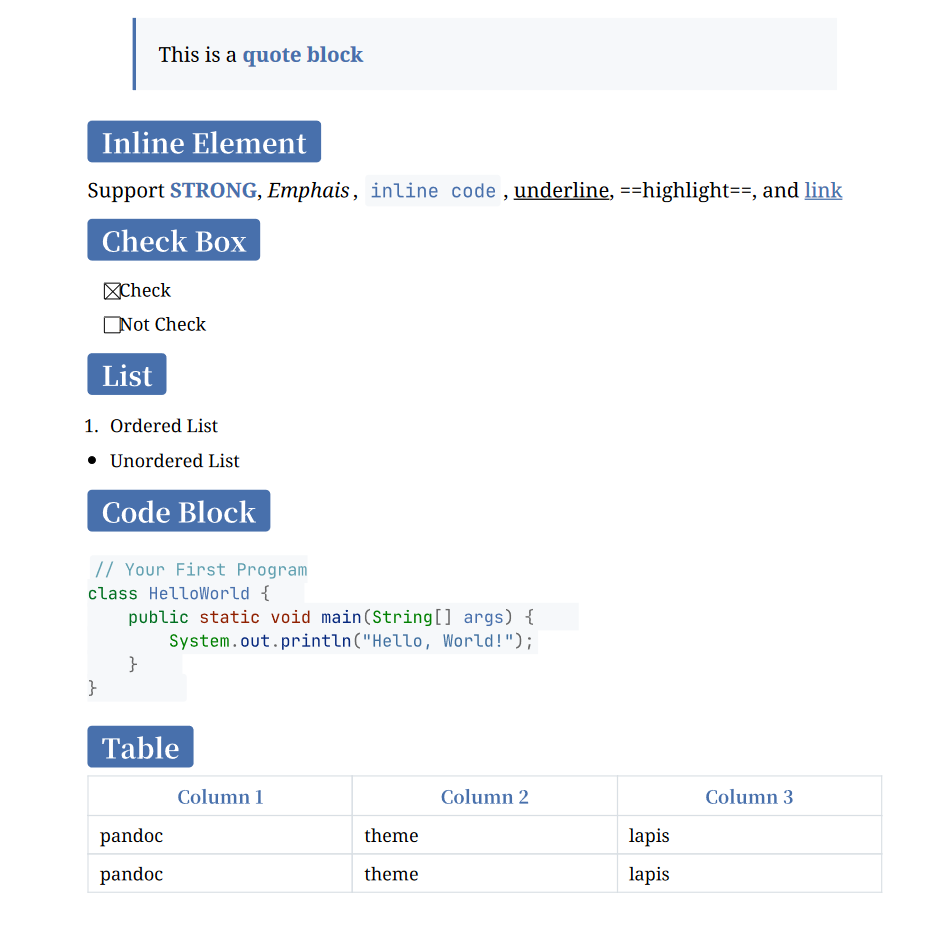 This is a quote block
Inline Element
Support STRONG, Emphais, inline code, underline, ==highlight==, and link
Check Box
☒Check
☐Not Check
List
1. Ordered List
• Unordered List
Code Block
// Your First Program
class HelloWorld {
    public static void main(String[] args) {
        System.out.println("Hello, World!");
    }
}
Table
Column 1 Column 2 Column 3
pandoc theme lapis
pandoc theme lapis